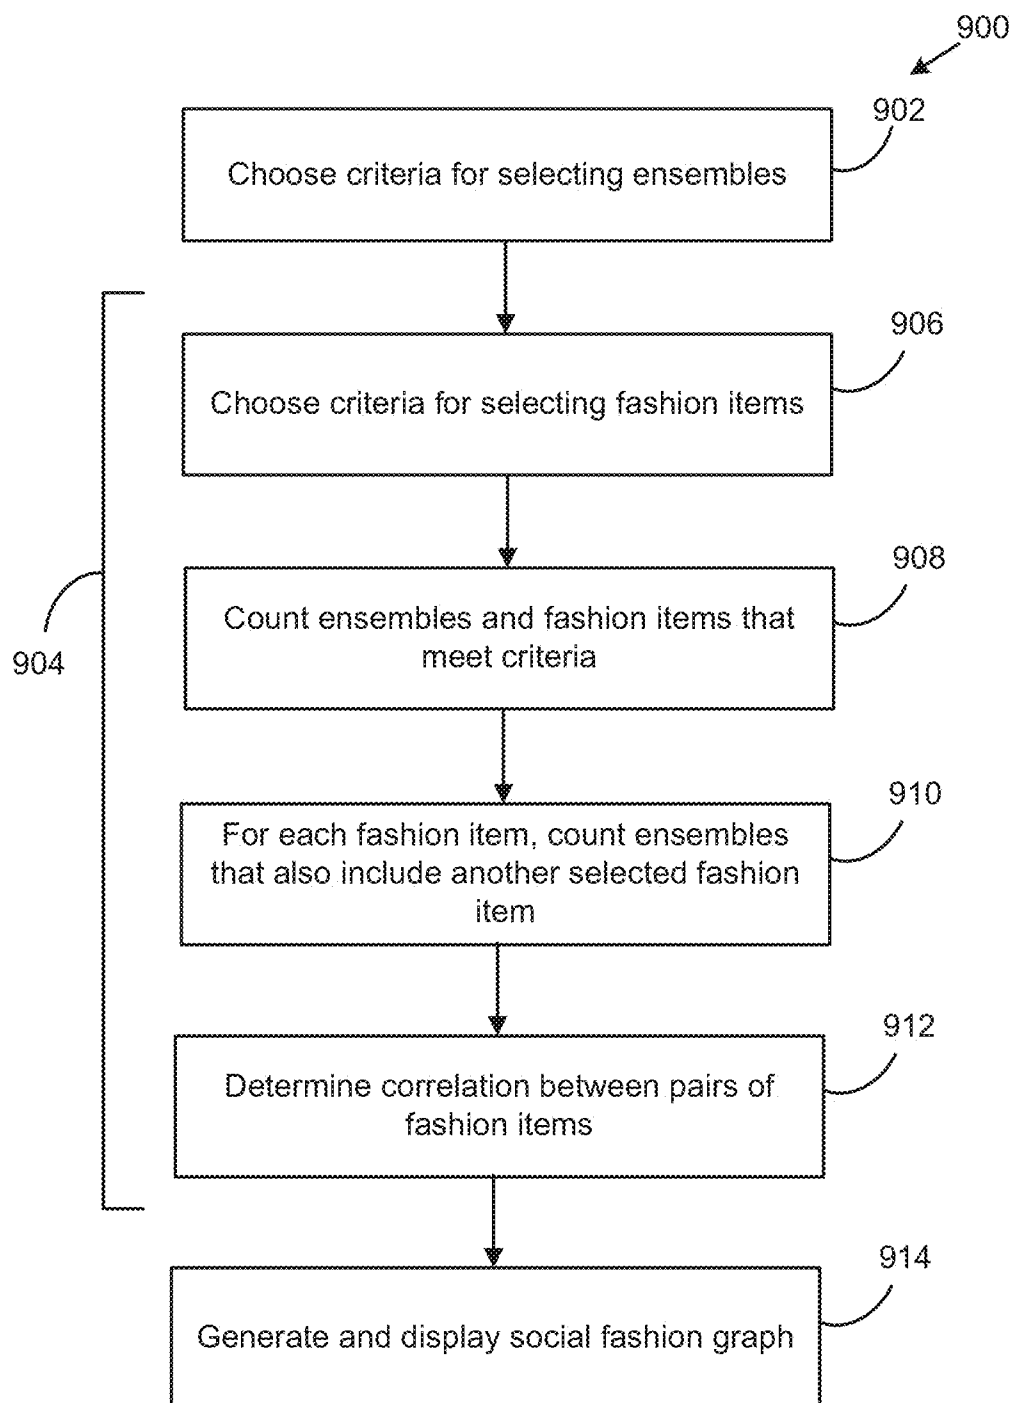 900
902
Choose criteria for selecting ensembles
906
Choose criteria for selecting fashion items
908
Count ensembles and fashion items that
meet criteria
904
910
For each fashion item, count ensembles
that also include another selected fashion
item
912
Determine correlation between pairs of
fashion items
914
Generate and display social fashion graph